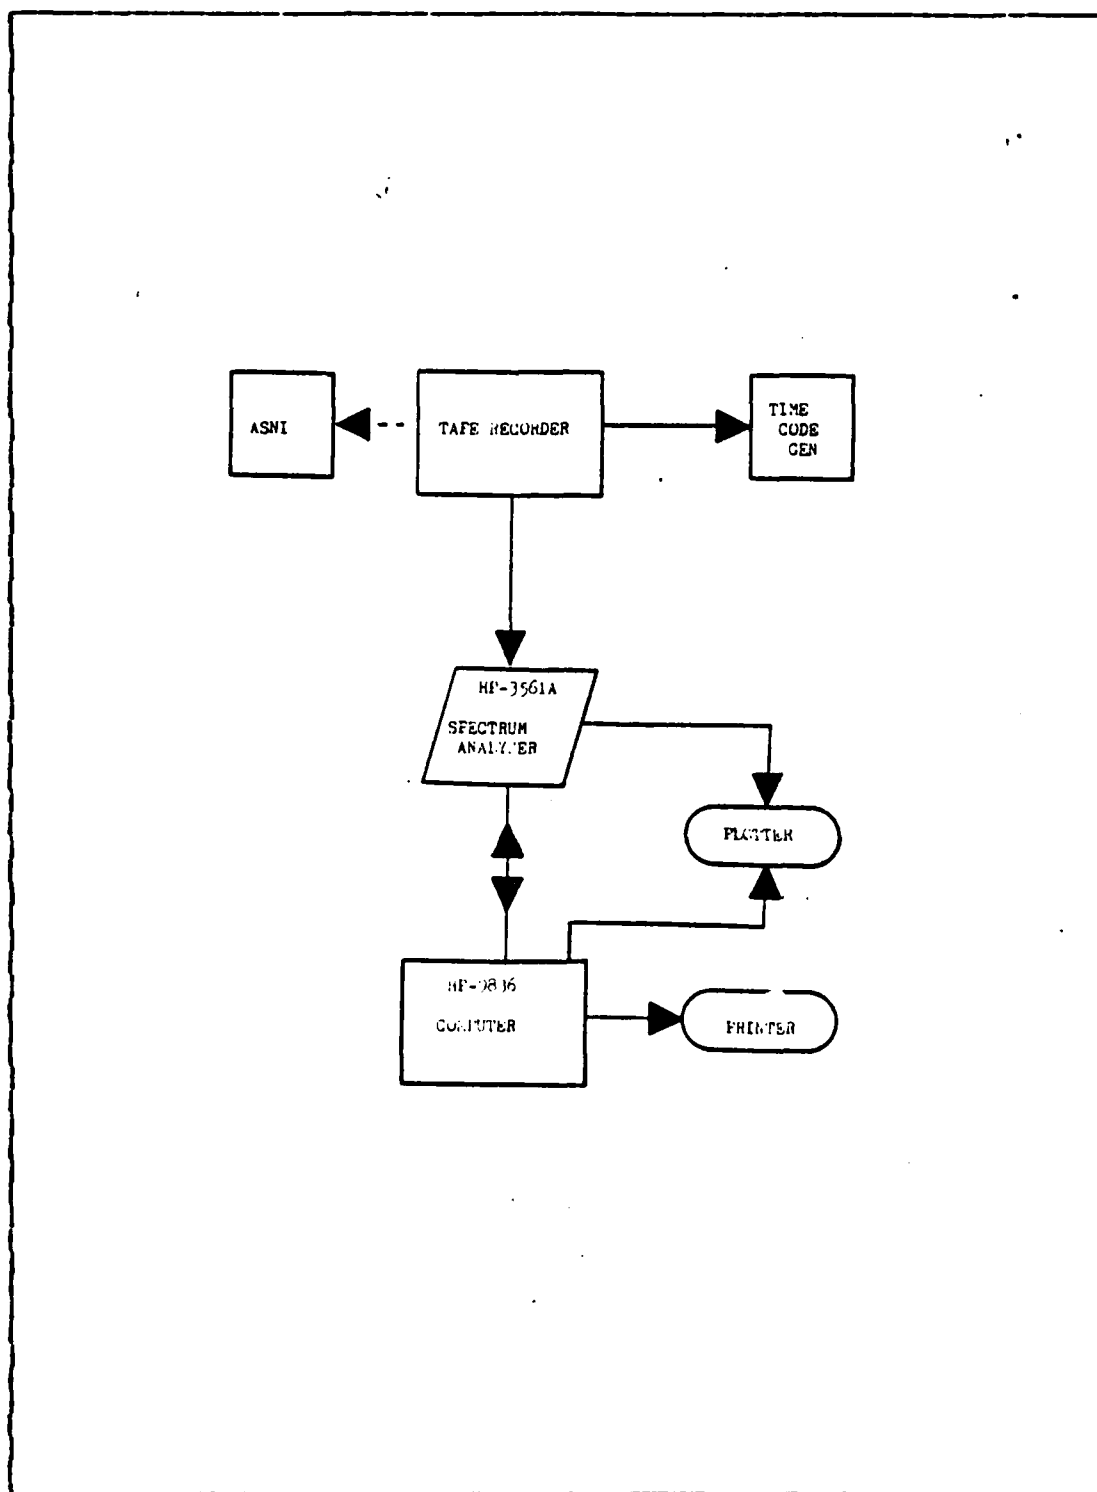 ASNI
TAPE RECORDER
TIME
CODE
GEN
HP-3561A
SPECTRUM
ANALYZER
PLOTTER
HP-9836
COMPUTER
PRINTER